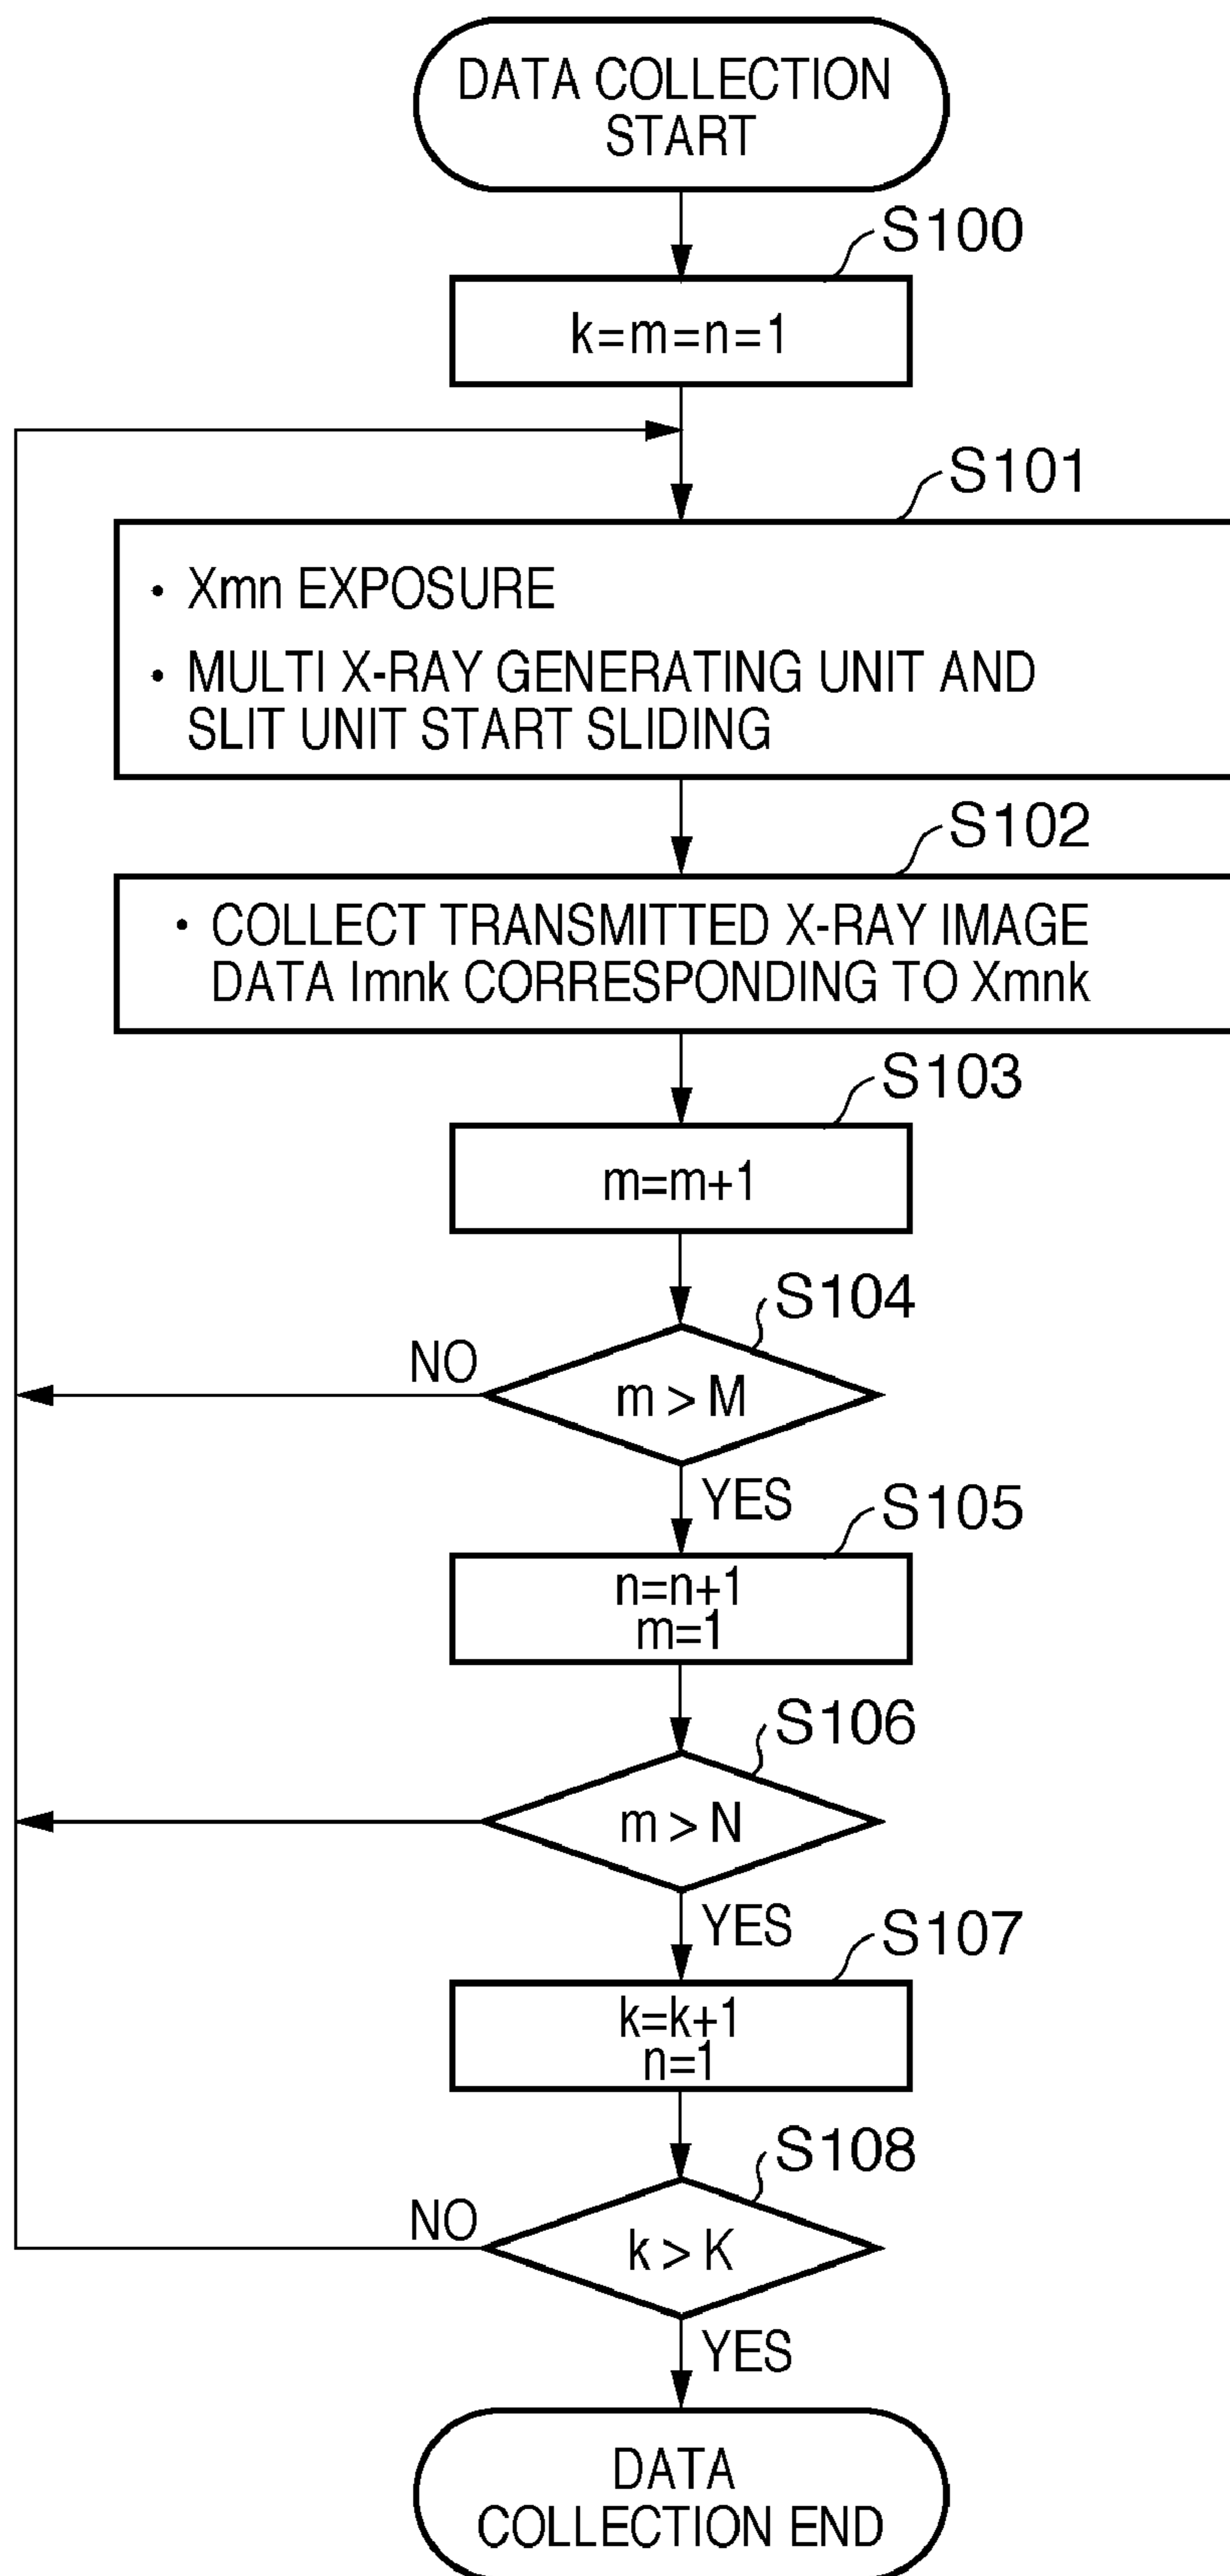 DATA COLLECTION
START
S100
k=m=n=1
S101
• Xmn EXPOSURE
• MULTI X-RAY GENERATING UNIT AND
SLIT UNIT START SLIDING
S102
• COLLECT TRANSMITTED X-RAY IMAGE
DATA Imnk CORRESPONDING TO Xmnk
S103
m=m+1
S104
NO
m > M
YES
S105
n=n+1
m=1
S106
m > N
YES
S107
k=k+1
n=1
S108
NO
k > K
YES
DATA
COLLECTION END